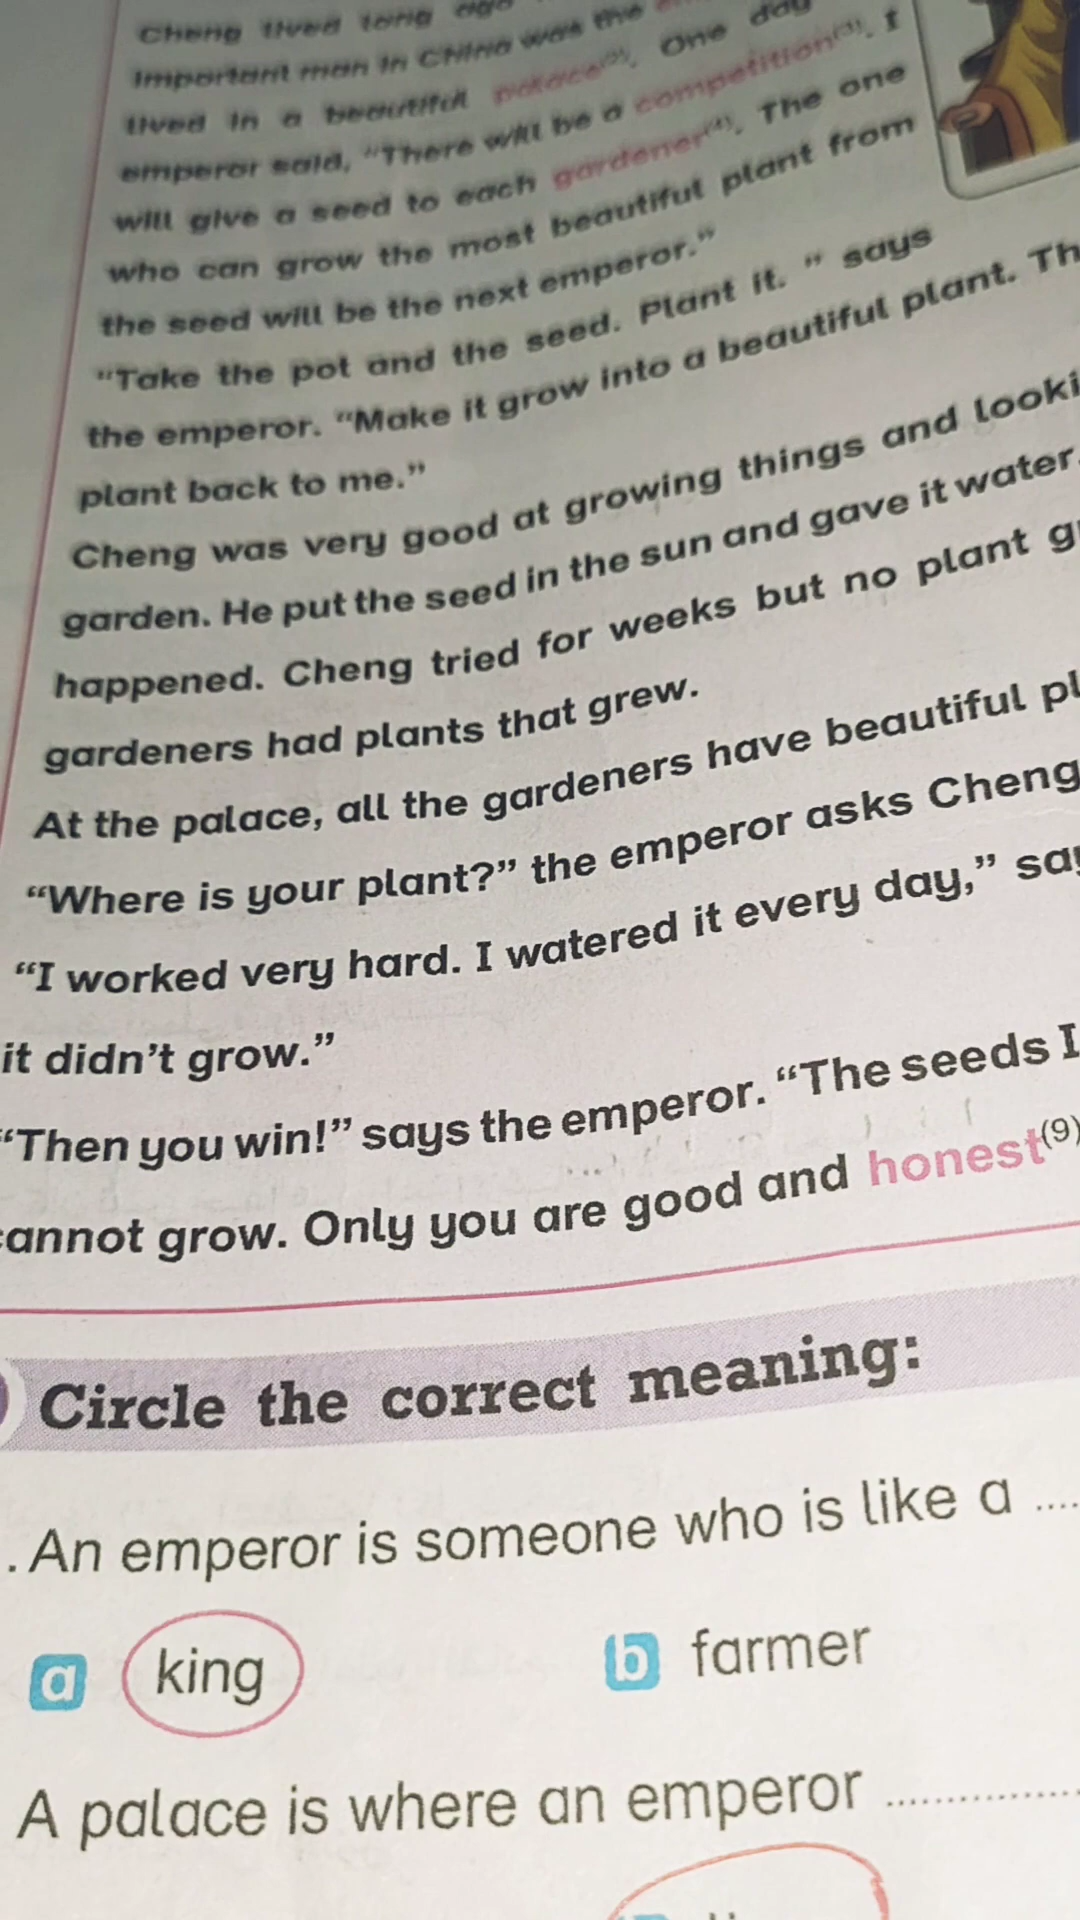 Cheng lived long ago
important man in China was the
lived in a beautiful palace(2). One day
emperor said, "There will be a competition(3). I
will give a seed to each gardener(4). The one
who can grow the most beautiful plant from
the seed will be the next emperor."
"Take the pot and the seed. Plant it. " says
the emperor. "Make it grow into a beautiful plant. Th
plant back to me."
Cheng was very good at growing things and looki
garden. He put the seed in the sun and gave it water.
happened. Cheng tried for weeks but no plant g
gardeners had plants that grew.
At the palace, all the gardeners have beautiful pl
"Where is your plant?" the emperor asks Cheng
"I worked very hard. I watered it every day," say
it didn't grow."
"Then you win!" says the emperor. "The seeds I
cannot grow. Only you are good and honest(9)
Circle the correct meaning:
. An emperor is someone who is like a ....
a king b farmer
A palace is where an emperor ...............